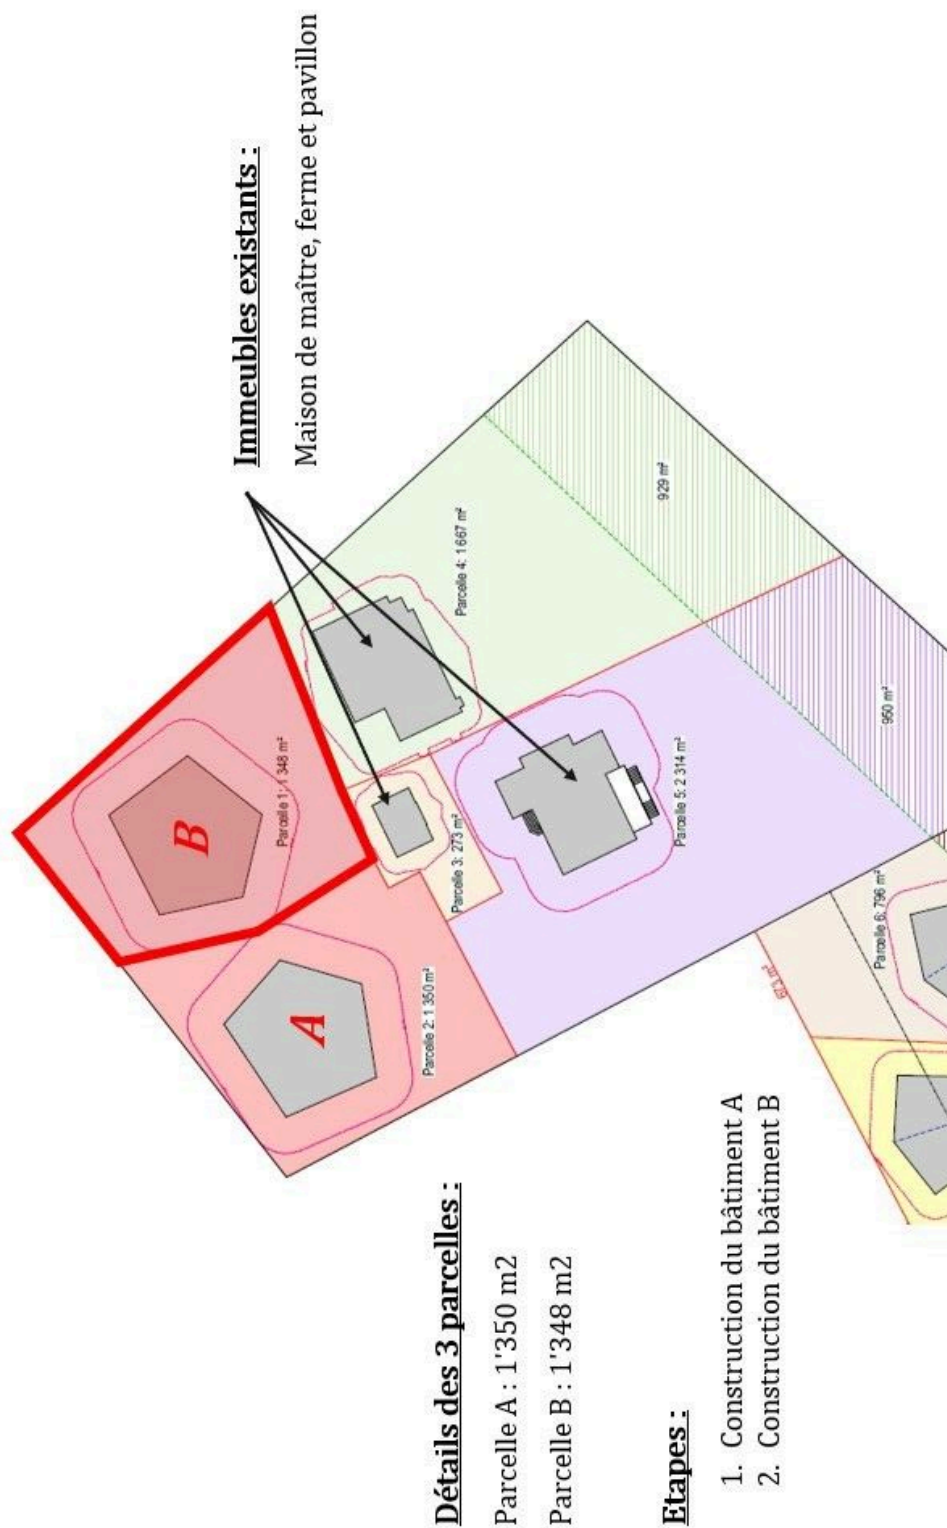 Immeubles existants :
Maison de maître, ferme et pavillon
Détails des 3 parcelles :
Parcelle A : 1'350 m2
Parcelle B : 1'348 m2
Etapes :
1. Construction du bâtiment A
2. Construction du bâtiment B
A
B
Parcelle 2: 1 350 m²
Parcelle 1: 1 348 m²
Parcelle 3: 273 m²
Parcelle 4: 1 667 m²
Parcelle 5: 2 314 m²
929 m²
950 m²
Parcelle 6: 796 m²